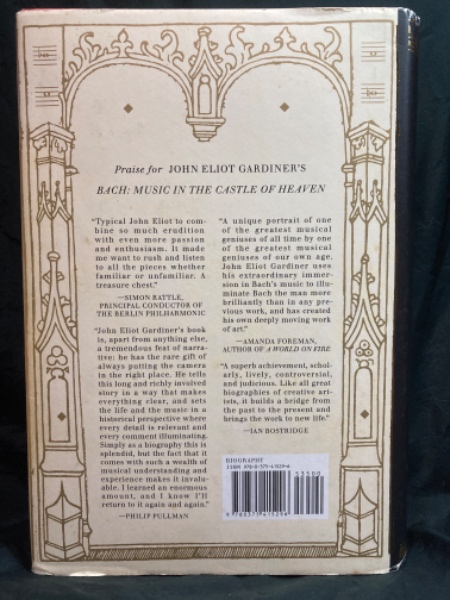 Praise for JOHN ELIOT GARDINER'S
BACH: MUSIC IN THE CASTLE OF HEAVEN
"Typical John Eliot to com-
bine so much erudition
with even more passion
and enthusiasm. It made
me want to rush and listen
to all the pieces whether
familiar or unfamiliar. A
treasure chest."
—SIMON RATTLE,
PRINCIPAL CONDUCTOR OF
THE BERLIN PHILHARMONIC
"John Eliot Gardiner's book
is, apart from anything else,
a tremendous feat of narra-
tive: he has the rare gift of
always putting the camera
in the right place. He tells
this long and richly involved
story in a way that makes
everything clear, and sets
the life and the music in a
historical perspective where
every detail is relevant and
every comment illuminating.
Simply as a biography this is
splendid, but the fact that it
comes with such a wealth of
musical understanding and
experience makes it invalu-
able. I learned an enormous
amount, and I know I'll
return to it again and again."
—PHILIP PULLMAN
"A unique portrait of one
of the greatest musical
geniuses of all time by one
of the greatest musical
geniuses of our own age.
John Eliot Gardiner uses
his extraordinary immer-
sion in Bach's music to illu-
minate Bach the man more
brilliantly than in any pre-
vious work, and has created
his own deeply moving work
of art."
—AMANDA FOREMAN,
AUTHOR OF A WORLD ON FIRE
"A superb achievement, schol-
arly, lively, controversial,
and judicious. Like all great
biographies of creative art-
ists, it builds a bridge from
the past to the present and
brings the work to new life."
—IAN BOSTRIDGE
BIOGRAPHY
ISBN 978-0-375-41529-6
53500
9 780375 415296